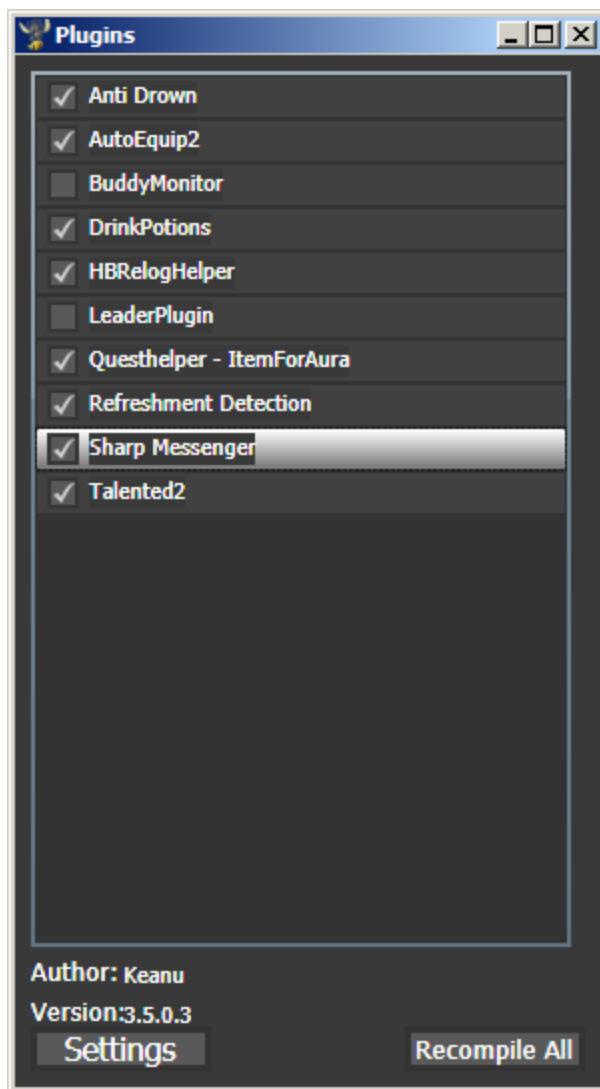 Plugins
Anti Drown
AutoEquip2
BuddyMonitor
DrinkPotions
HBRelogHelper
LeaderPlugin
Questhelper - ItemForAura
Refreshment Detection
Sharp Messenger
Talented2
Author: Keanu
Version:3.5.0.3
Settings Recompile All